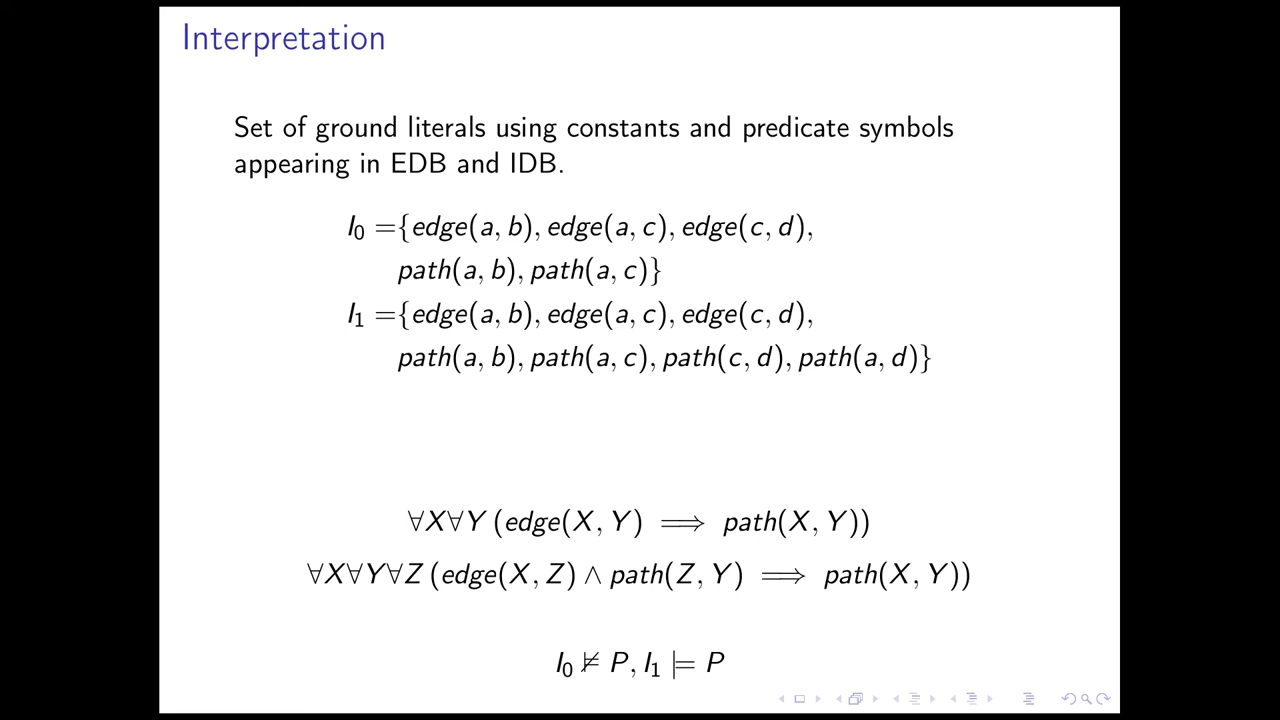 Interpretation
Set of ground literals using constants and predicate symbols
appearing in EDB and IDB.
I₀ ={edge(a, b), edge(a, c), edge(c, d),
path(a, b), path(a, c)}
I₁ ={edge(a, b), edge(a, c), edge(c, d),
path(a, b), path(a, c), path(c, d), path(a, d)}
∀X∀Y (edge(X, Y) ⟹ path(X, Y))
∀X∀Y∀Z (edge(X, Z) ∧ path(Z, Y) ⟹ path(X, Y))
I₀ ⊭ P, I₁ ⊨ P